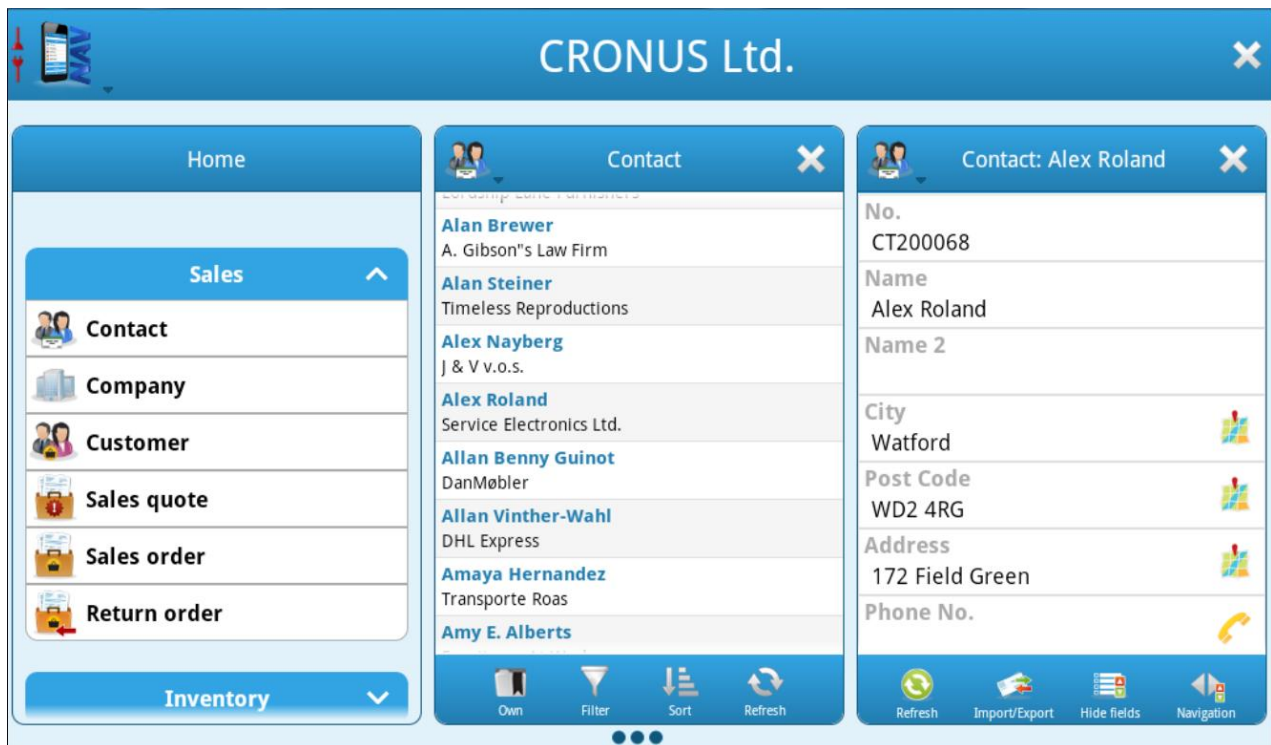 NAV
CRONUS Ltd.
Home
Sales
Contact
Company
Customer
Sales quote
Sales order
Return order
Inventory
Contact
Lordship Lane Furnishers
Alan Brewer
A. Gibson"s Law Firm
Alan Steiner
Timeless Reproductions
Alex Nayberg
J & V v.o.s.
Alex Roland
Service Electronics Ltd.
Allan Benny Guinot
DanMøbler
Allan Vinther-Wahl
DHL Express
Amaya Hernandez
Transporte Roas
Amy E. Alberts
Own
Filter
Sort
Refresh
Contact: Alex Roland
No.
CT200068
Name
Alex Roland
Name 2
City
Watford
Post Code
WD2 4RG
Address
172 Field Green
Phone No.
Refresh
Import/Export
Hide fields
Navigation